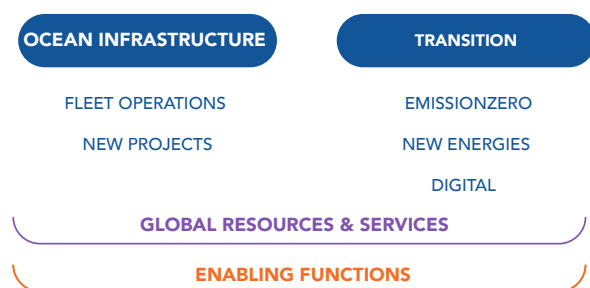 OCEAN INFRASTRUCTURE
FLEET OPERATIONS
NEW PROJECTS
TRANSITION
EMISSIONZERO
NEW ENERGIES
DIGITAL
GLOBAL RESOURCES & SERVICES
ENABLING FUNCTIONS